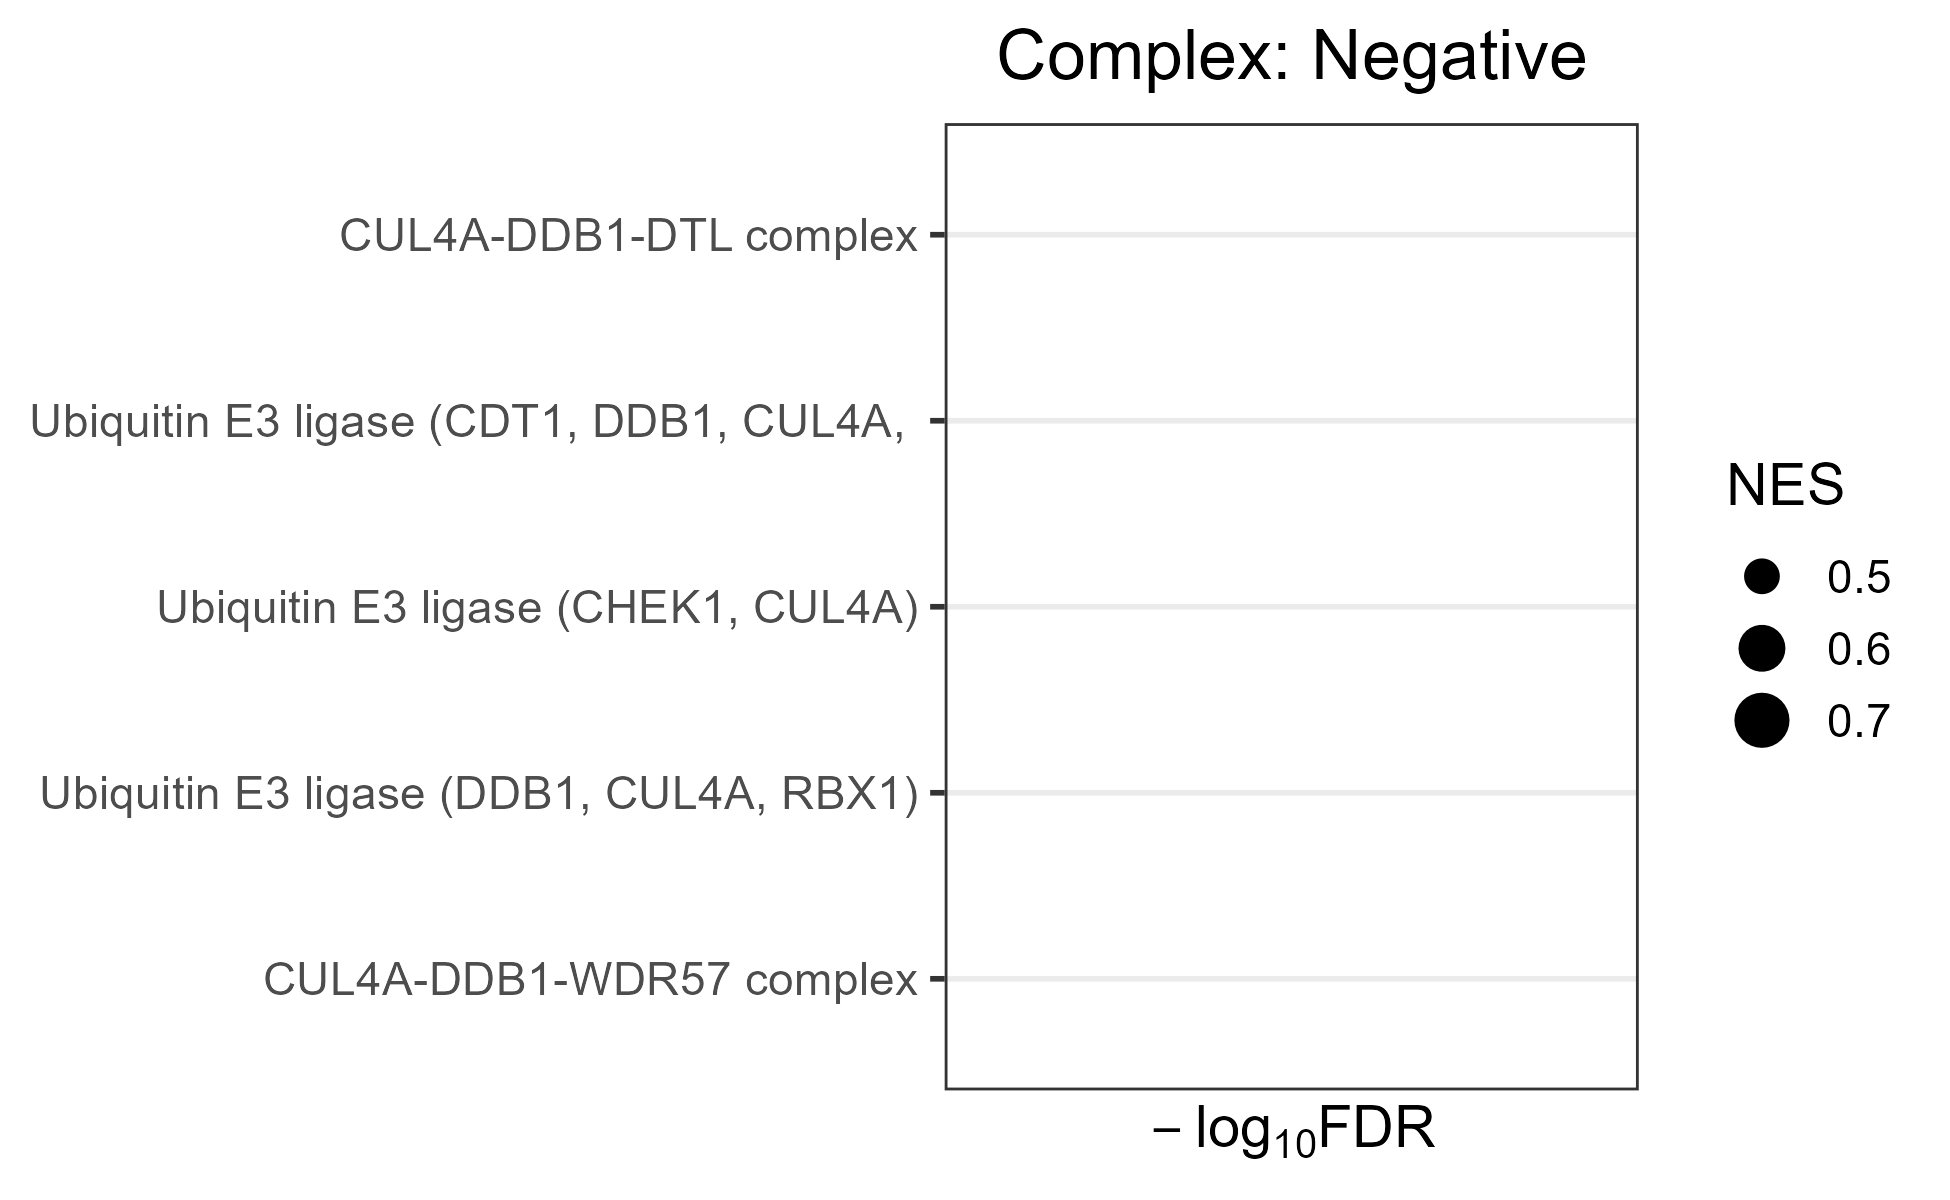 Complex: Negative
CUL4A-DDB1-DTL complex
Ubiquitin E3 ligase (CDT1, DDB1, CUL4A,
Ubiquitin E3 ligase (CHEK1, CUL4A)
Ubiquitin E3 ligase (DDB1, CUL4A, RBX1)
CUL4A-DDB1-WDR57 complex
NES
0.5
0.6
0.7
− log₁₀FDR